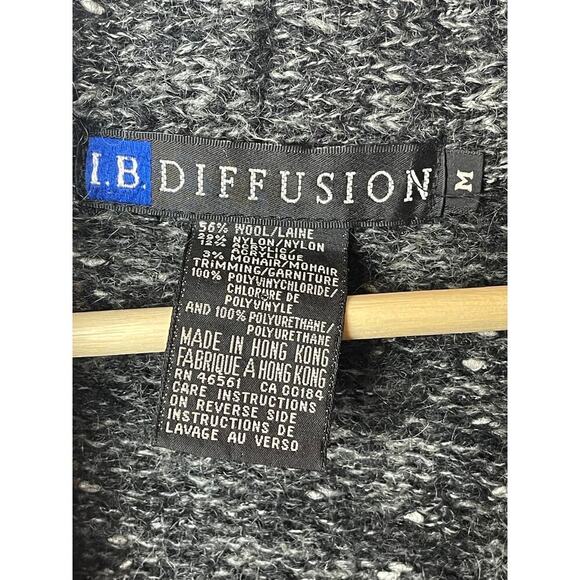 I.B. DIFFUSION M
56% WOOL/LAINE
29% NYLON/NYLON
12% ACRYLIC/
ACRYLIQUE
3% MOHAIR/MOHAIR
TRIMMING/GARNITURE
100% POLYVINYCHLORIDE/
CHLORURE DE
POLYVINYLE
AND 100% POLYURETHANE/
POLYURETHANE
MADE IN HONG KONG
FABRIQUE À HONG KONG
RN 46561 CA 00184
CARE INSTRUCTIONS
ON REVERSE SIDE
INSTRUCTIONS DE
LAVAGE AU VERSO